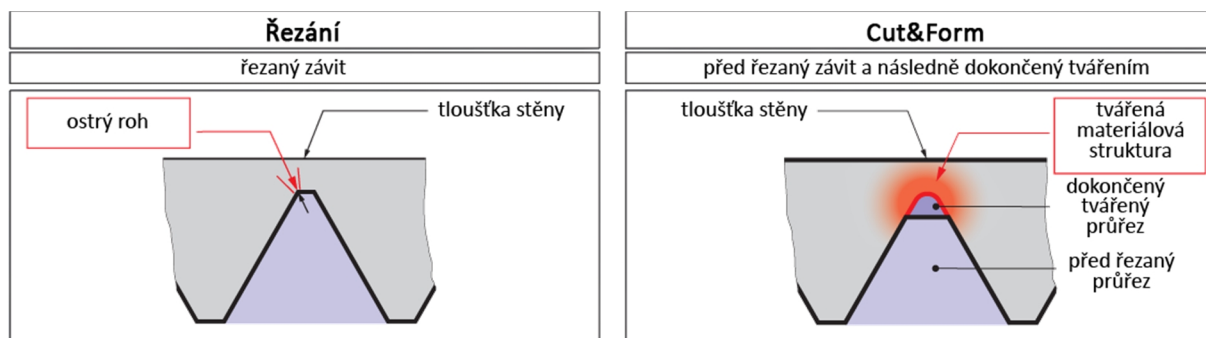 Řezání
řezaný závit
ostrý roh
tloušťka stěny
Cut&Form
před řezaný závit a následně dokončený tvářením
tloušťka stěny
tvářená
materiálová
struktura
dokončený
tvářený
průřez
před řezaný
průřez